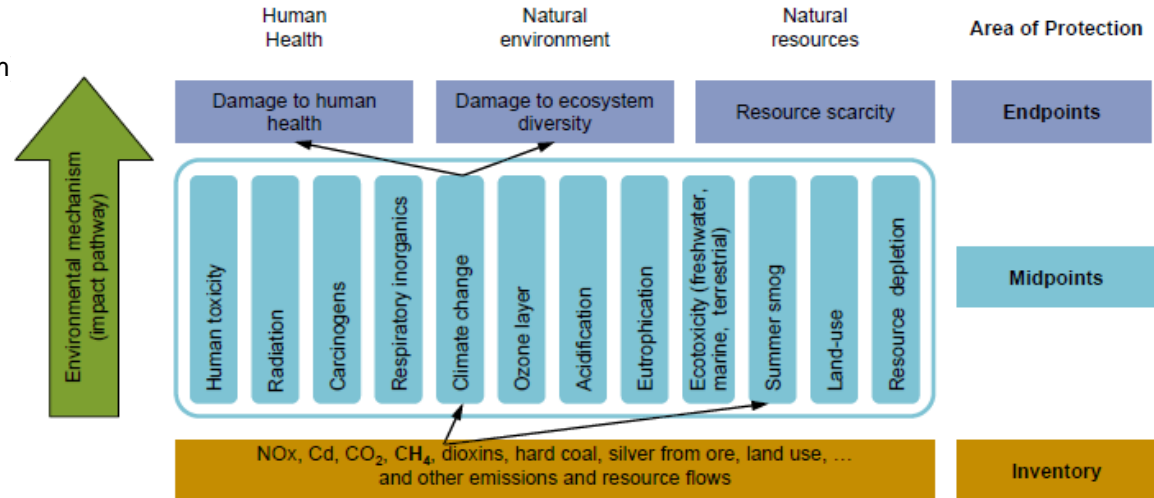 Human
Health
Natural
environment
Natural
resources
Area of Protection
Damage to human
health
Damage to ecosystem
diversity
Resource scarcity
Endpoints
Environmental mechanism
(impact pathway)
Human toxicity
Radiation
Carcinogens
Respiratory inorganics
Climate change
Ozone layer
Acidification
Eutrophication
Ecotoxicity (freshwater,
marine, terrestrial)
Summer smog
Land-use
Resource depletion
Midpoints
NOx, Cd, CO₂, CH₄, dioxins, hard coal, silver from ore, land use, ...
and other emissions and resource flows
Inventory